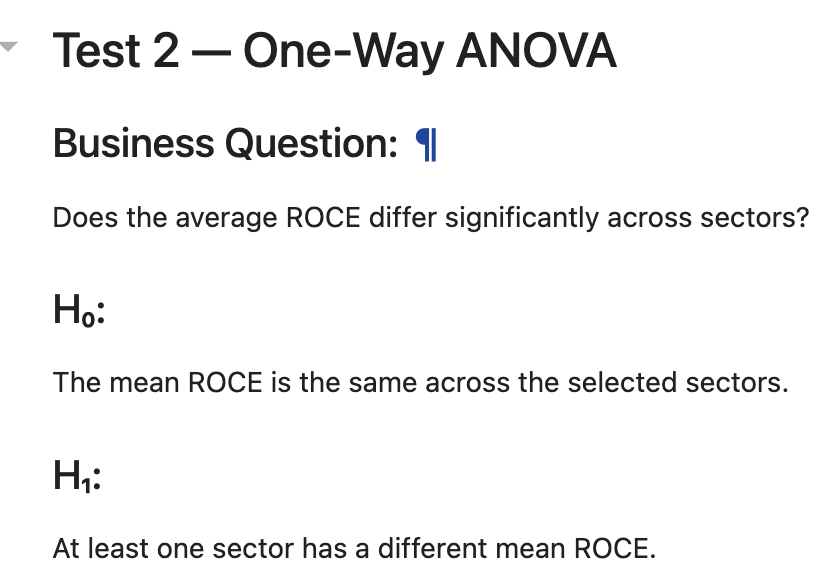 Test 2 — One-Way ANOVA
Business Question: ¶
Does the average ROCE differ significantly across sectors?
H₀:
The mean ROCE is the same across the selected sectors.
H₁:
At least one sector has a different mean ROCE.